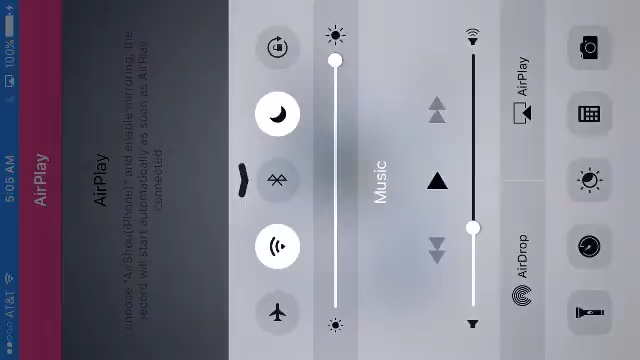 AT&T 5:05 AM 100%
AirPlay
AirPlay
choose "AirShou(iPhone)" and enable mirroring, the
record will start automatically as soon as AirPlay
connected
Music
AirPlay
AirDrop